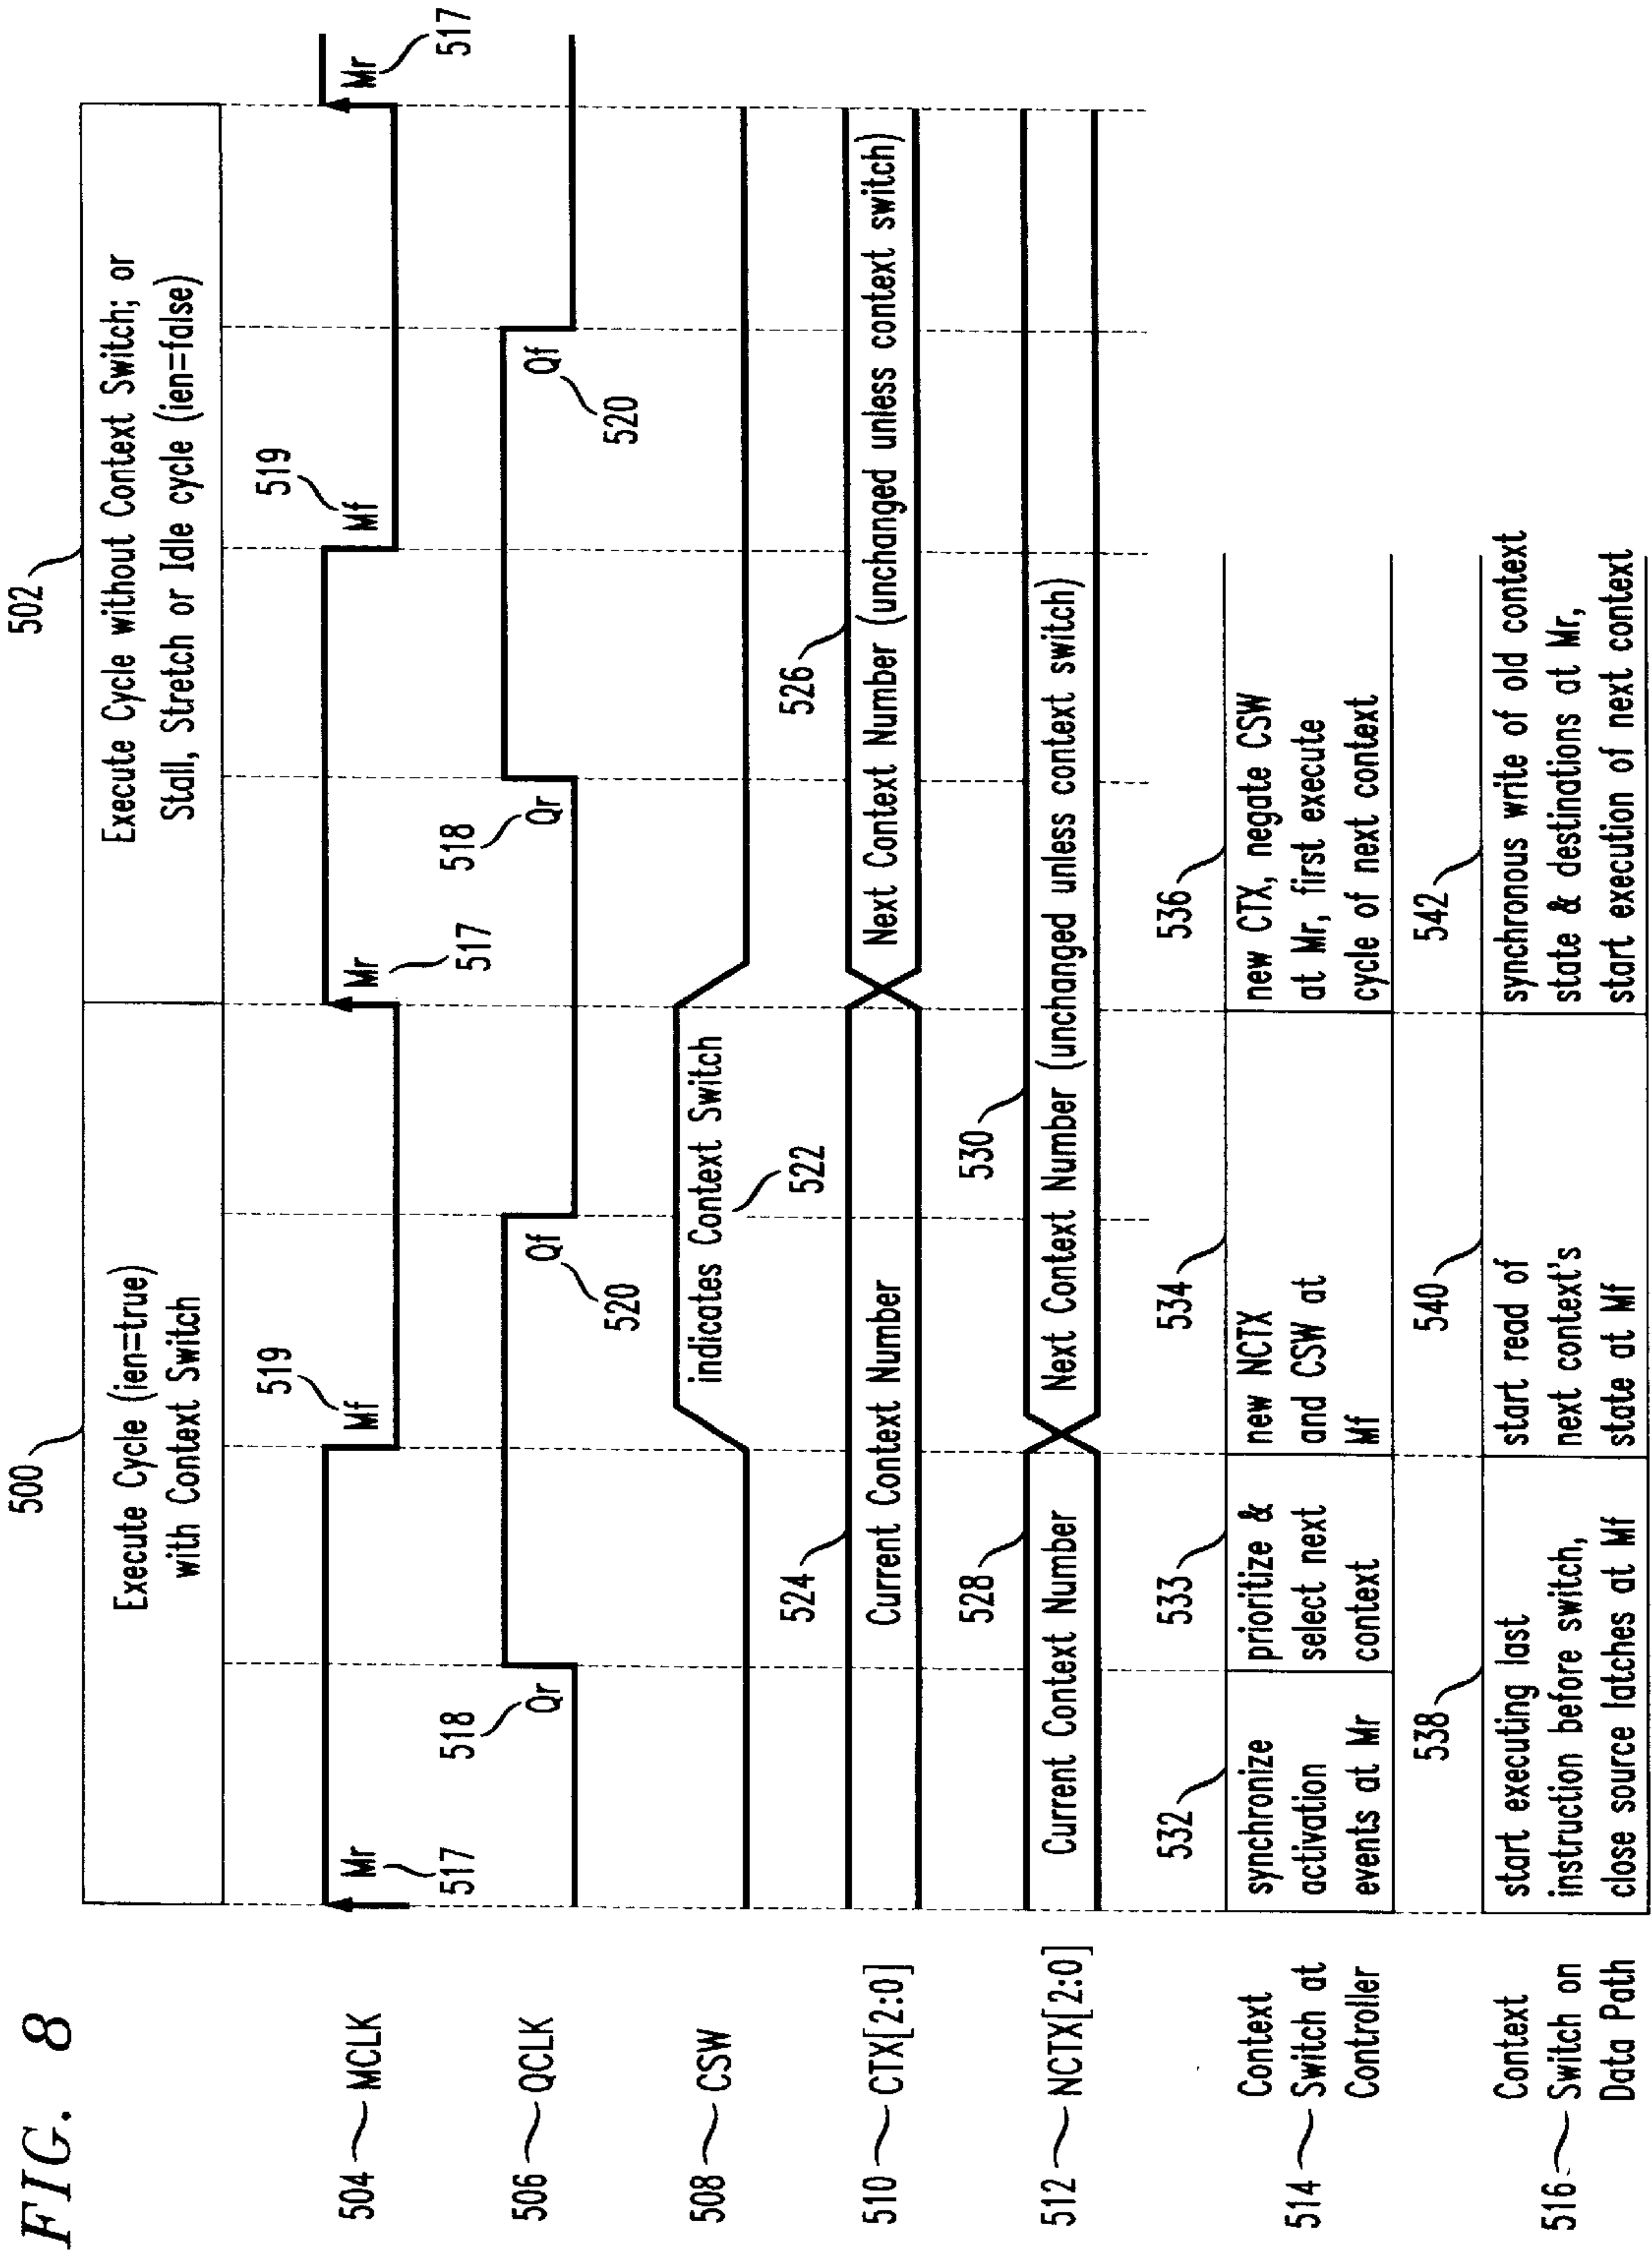 FIG. 8
500
502
Execute Cycle (ien=true)
with Context Switch
Execute Cycle without Context Switch; or
Stall, Stretch or Idle cycle (ien=false)
504 MCLK
Mr
517
519
Mf
Mr
517
519
Mf
Mr
517
506 QCLK
518
Qr
Qf
520
518
Qr
Qf
520
508 CSW
indicates Context Switch
522
510 CTX[2:0]
524
Current Context Number
526
Next Context Number (unchanged unless context switch)
512 NCTX[2:0]
528
Current Context Number
530
Next Context Number (unchanged unless context switch)
514
Context
Switch at
Controller
532
synchronize
activation
events at Mr
533
prioritize &
select next
context
534
new NCTX
and CSW at
Mf
536
new CTX, negate CSW
at Mr, first execute
cycle of next context
516
Context
Switch on
Data Path
538
start executing last
instruction before switch,
close source latches at Mf
540
start read of
next context's
state at Mf
542
synchronous write of old context
state & destinations at Mr,
start execution of next context